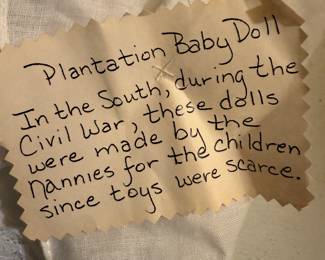 Plantation Baby Doll
In the South, during the
Civil War, these dolls
were made by the
nannies for the children
since toys were scarce.